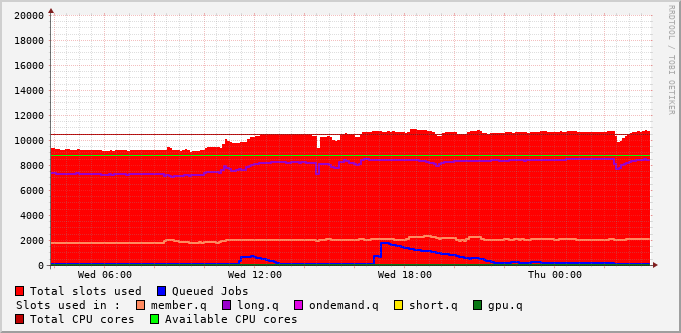 20000
18000
16000
14000
12000
10000
8000
6000
4000
2000
0
Wed 06:00 Wed 12:00 Wed 18:00 Thu 00:00
RRDTOOL / TOBI OETIKER
Total slots used Queued Jobs
Slots used in : member.q long.q ondemand.q short.q gpu.q
Total CPU cores Available CPU cores